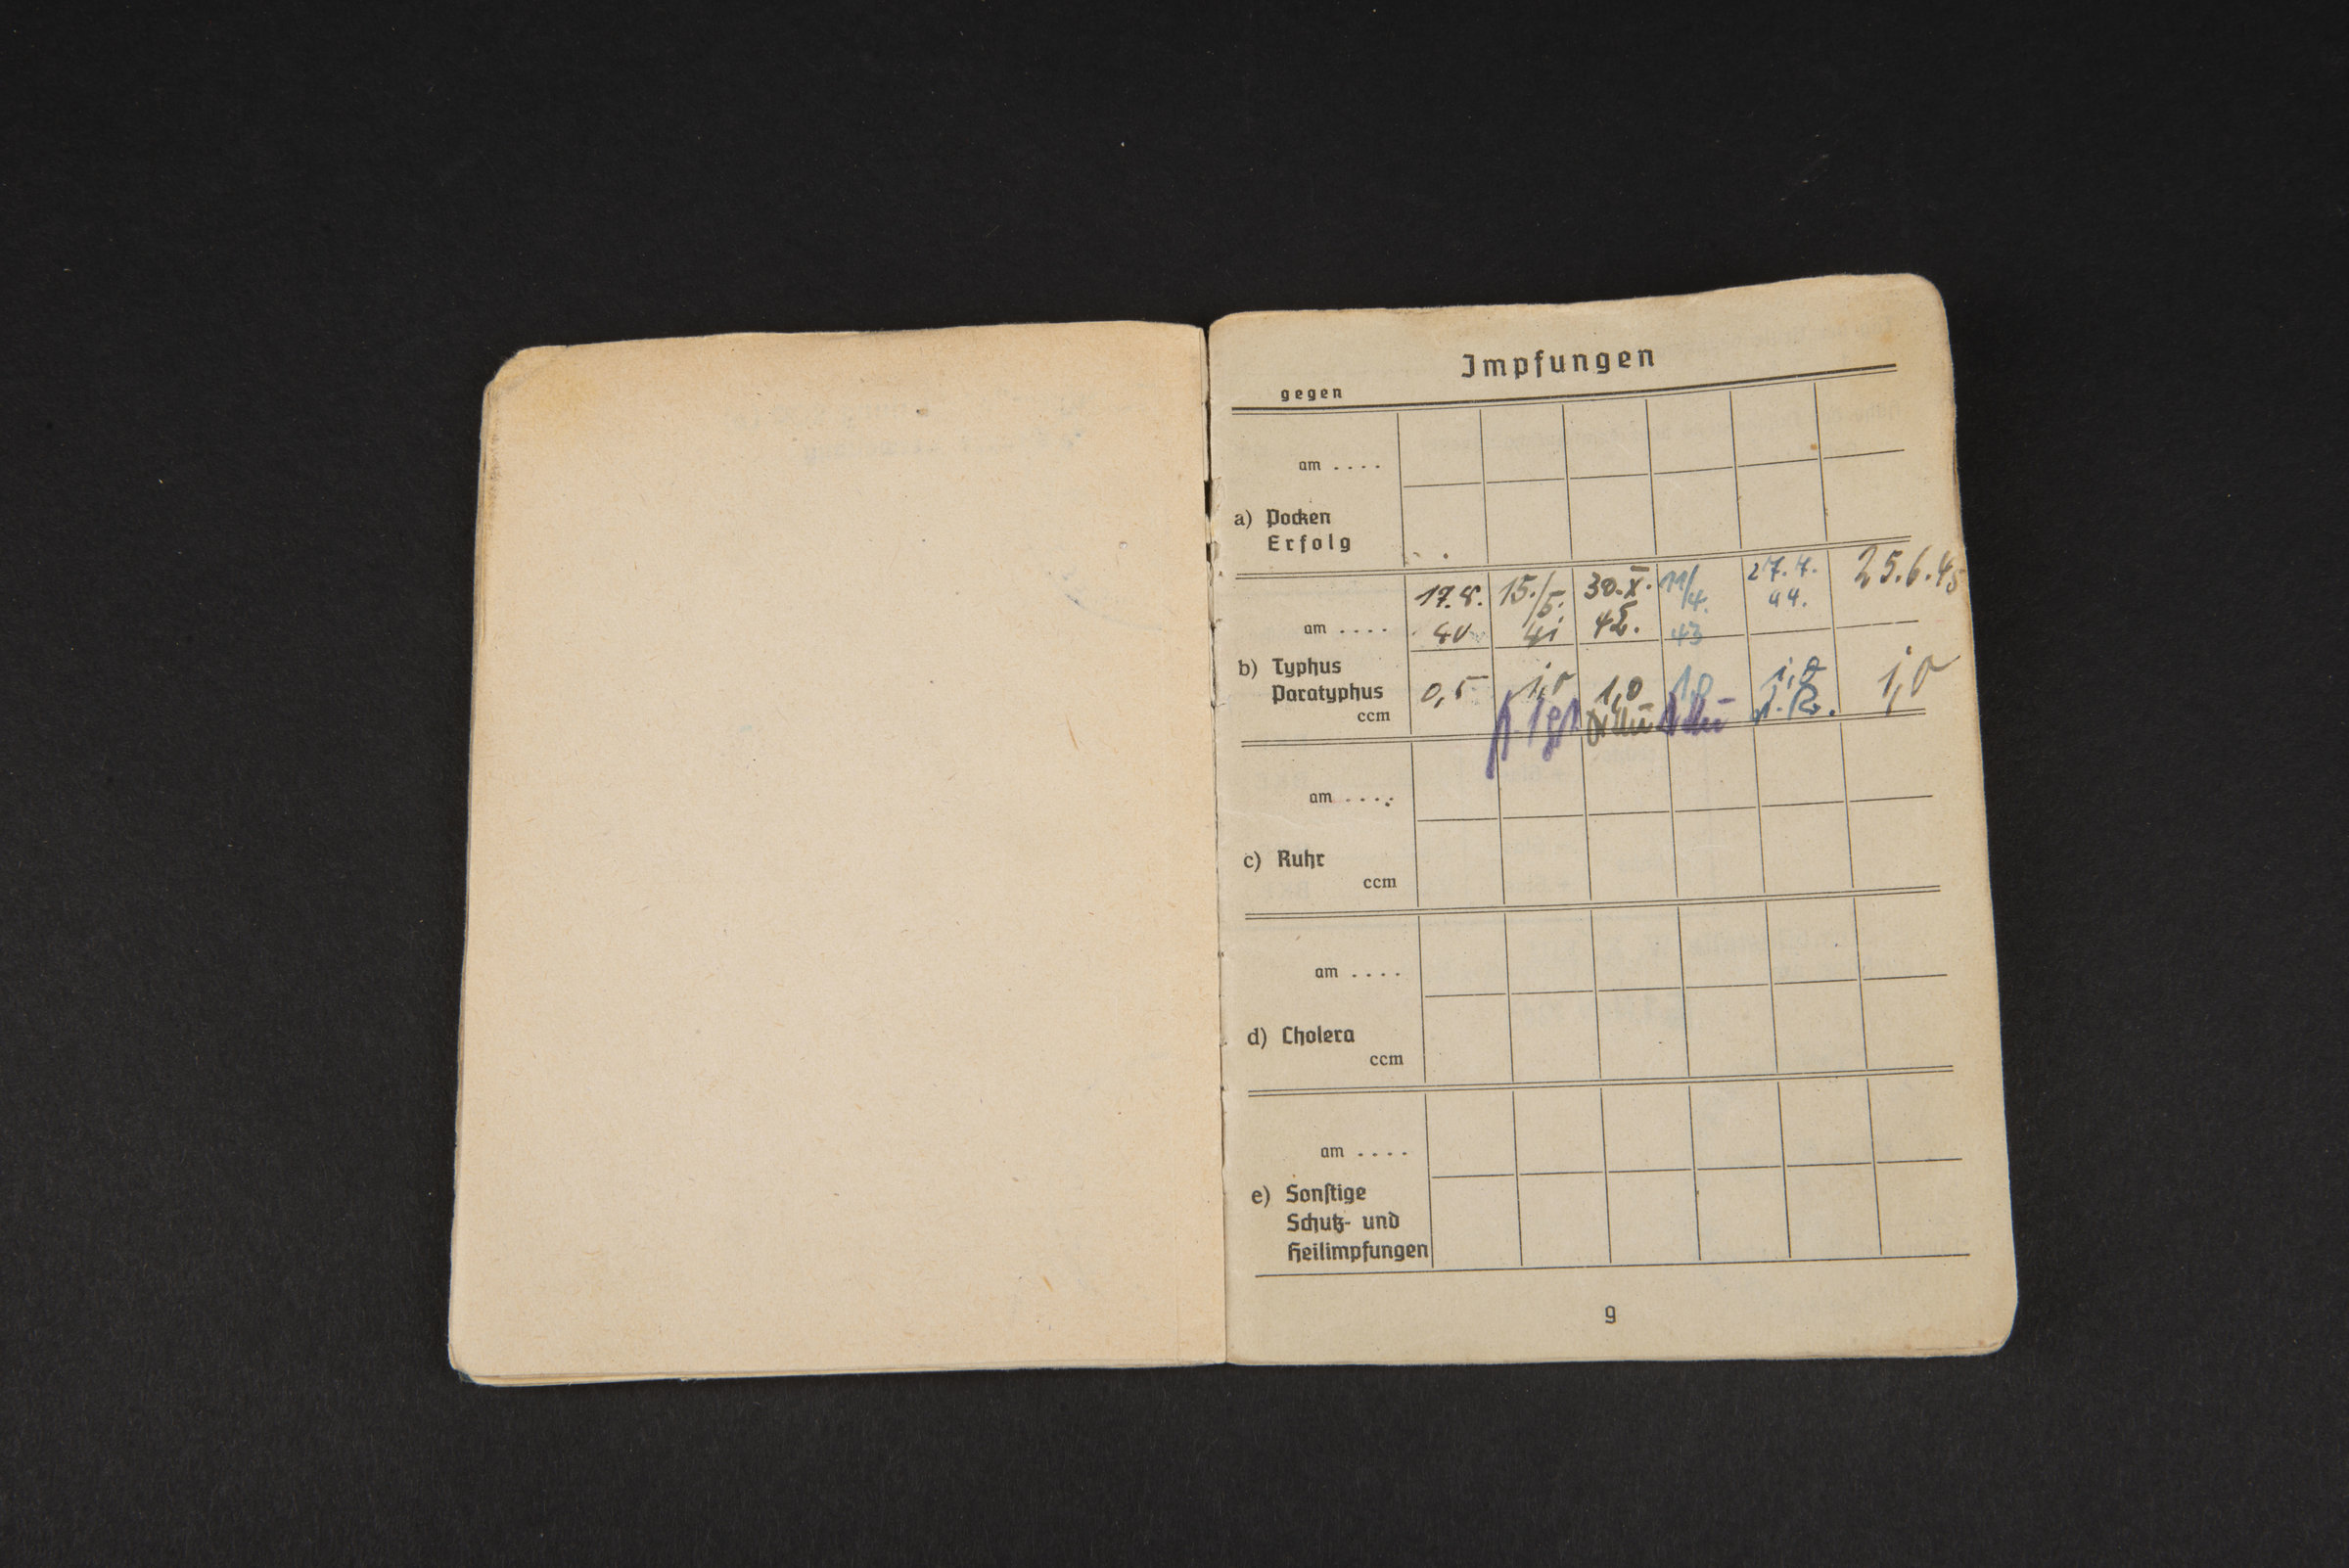 Impfungen
gegen
am ....
a) Pocken
Erfolg
17.8. 15./5. 30.X. 11/4. 27.4. 25.6.45
am .... 40 41 42. 43 44.
b) Typhus
Paratyphus 0,5 1,0 1,0 1,0 1,0 1,0
ccm
am ....
c) Ruhr
ccm
am ....
d) Cholera
ccm
am ....
e) Sonſtige
Schutz- und
Heilimpfungen
9